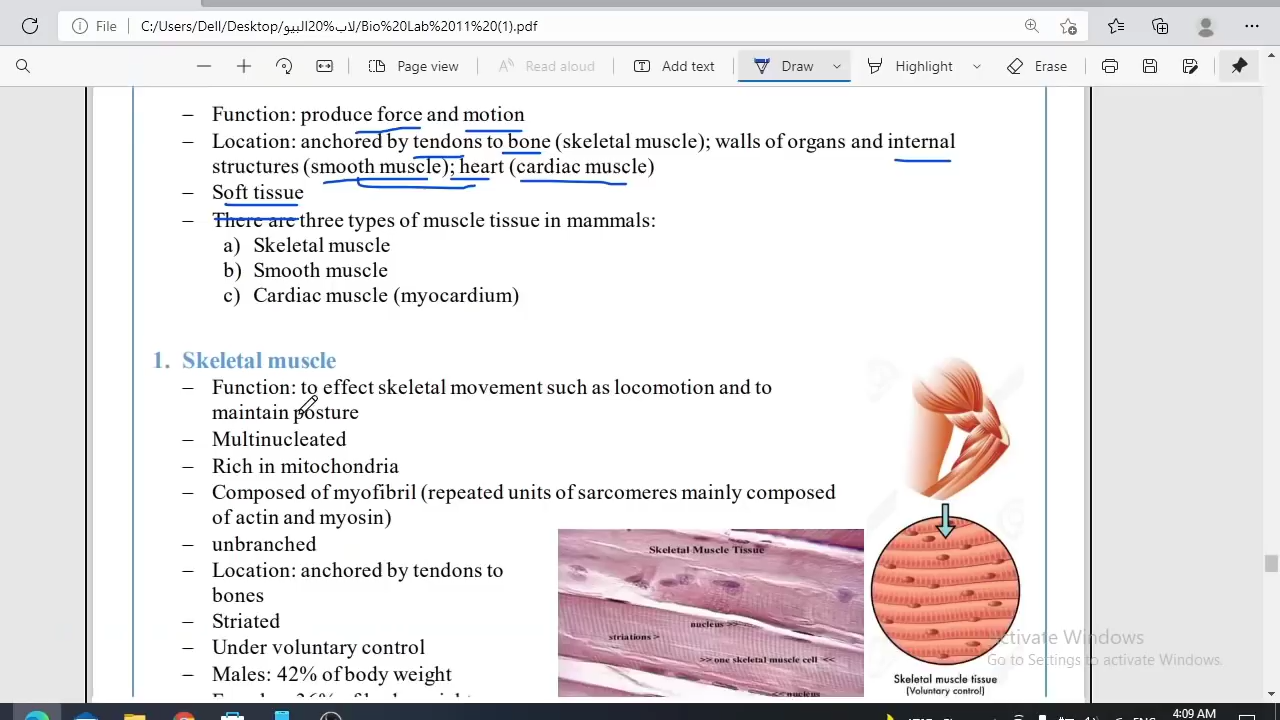 File
C:/Users/Dell/Desktop/لاب%20البيو/Bio%20Lab%2011%20(1).pdf
Page view
Read aloud
Add text
Draw
Highlight
Erase
– Function: produce force and motion
– Location: anchored by tendons to bone (skeletal muscle); walls of organs and internal
structures (smooth muscle); heart (cardiac muscle)
– Soft tissue
– There are three types of muscle tissue in mammals:
a) Skeletal muscle
b) Smooth muscle
c) Cardiac muscle (myocardium)
1. Skeletal muscle
– Function: to effect skeletal movement such as locomotion and to
maintain posture
– Multinucleated
– Rich in mitochondria
– Composed of myofibril (repeated units of sarcomeres mainly composed
of actin and myosin)
– unbranched
– Location: anchored by tendons to
bones
– Striated
– Under voluntary control
– Males: 42% of body weight
Skeletal Muscle Tissue
nucleus >>
striations >
>> one skeletal muscle cell <<
<< nucleus
Skeletal muscle tissue
(Voluntary control)
Activate Windows
Go to Settings to activate Windows.
4:09 AM